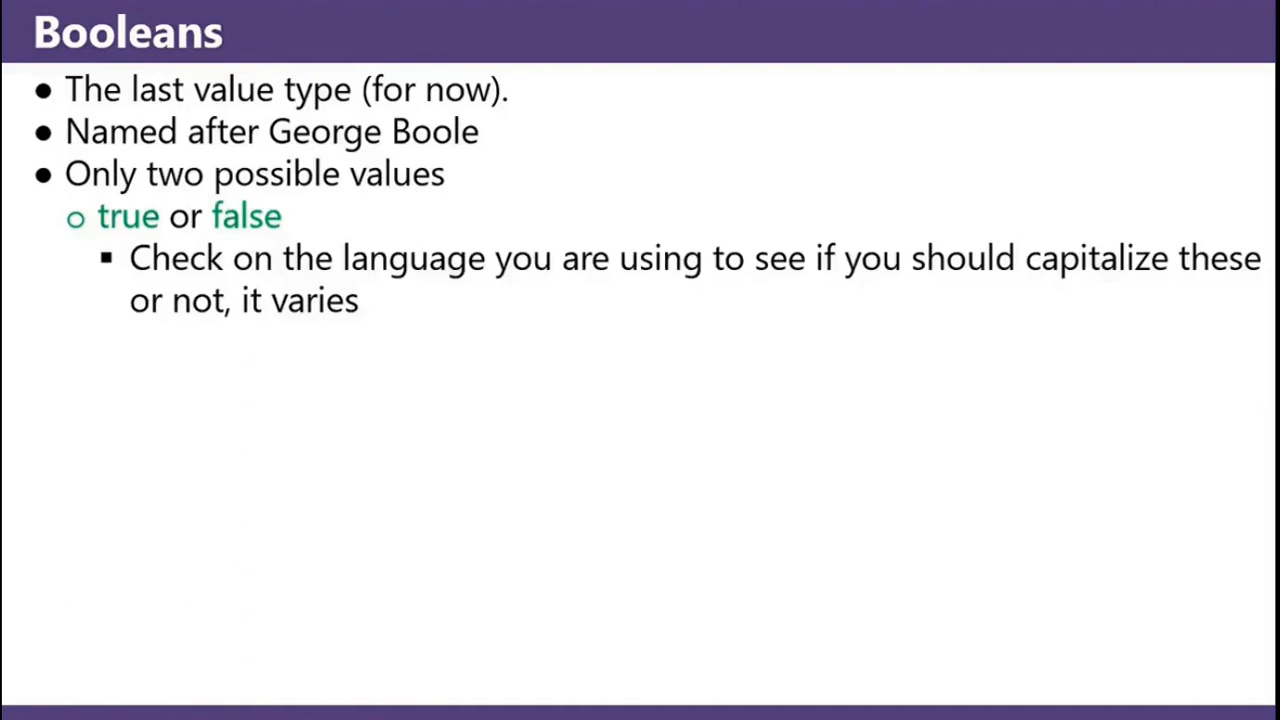 Booleans
● The last value type (for now).
● Named after George Boole
● Only two possible values
o true or false
▪ Check on the language you are using to see if you should capitalize these
or not, it varies